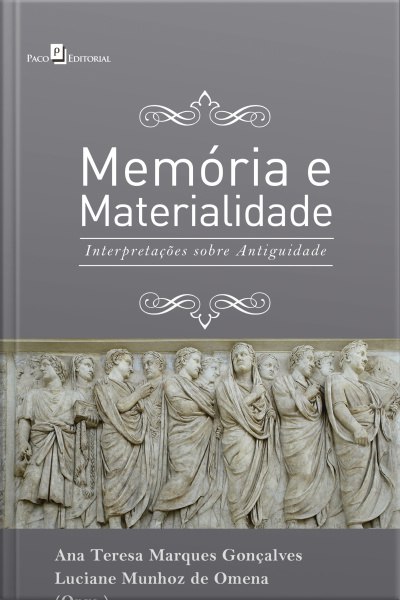 PACO EDITORIAL
Memória e
Materialidade
Interpretações sobre Antiguidade
Ana Teresa Marques Gonçalves
Luciane Munhoz de Omena